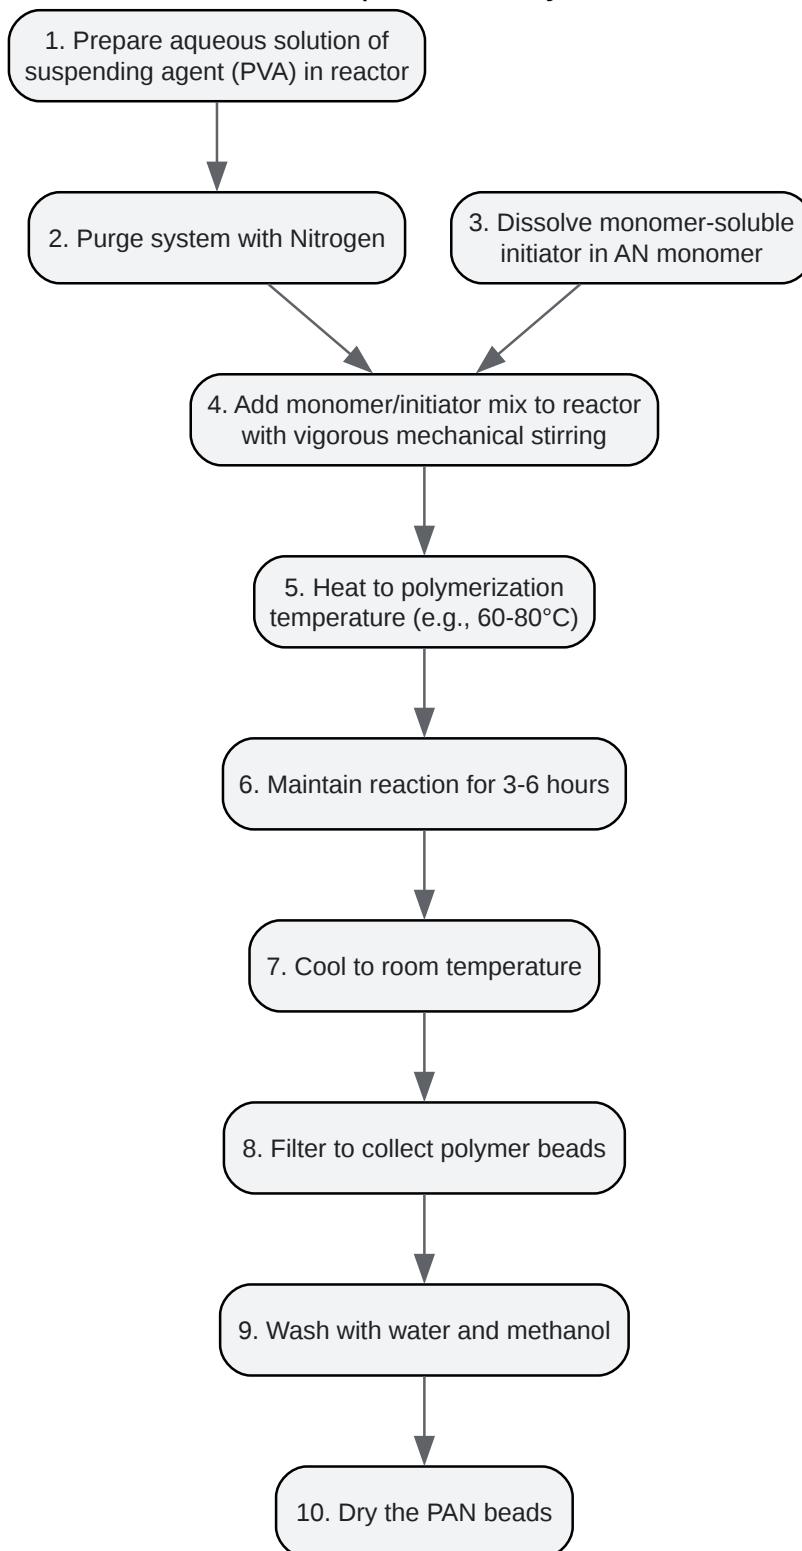 1. Prepare aqueous solution of
suspending agent (PVA) in reactor
2. Purge system with Nitrogen
3. Dissolve monomer-soluble
initiator in AN monomer
4. Add monomer/initiator mix to reactor
with vigorous mechanical stirring
5. Heat to polymerization
temperature (e.g., 60-80°C)
6. Maintain reaction for 3-6 hours
7. Cool to room temperature
8. Filter to collect polymer beads
9. Wash with water and methanol
10. Dry the PAN beads